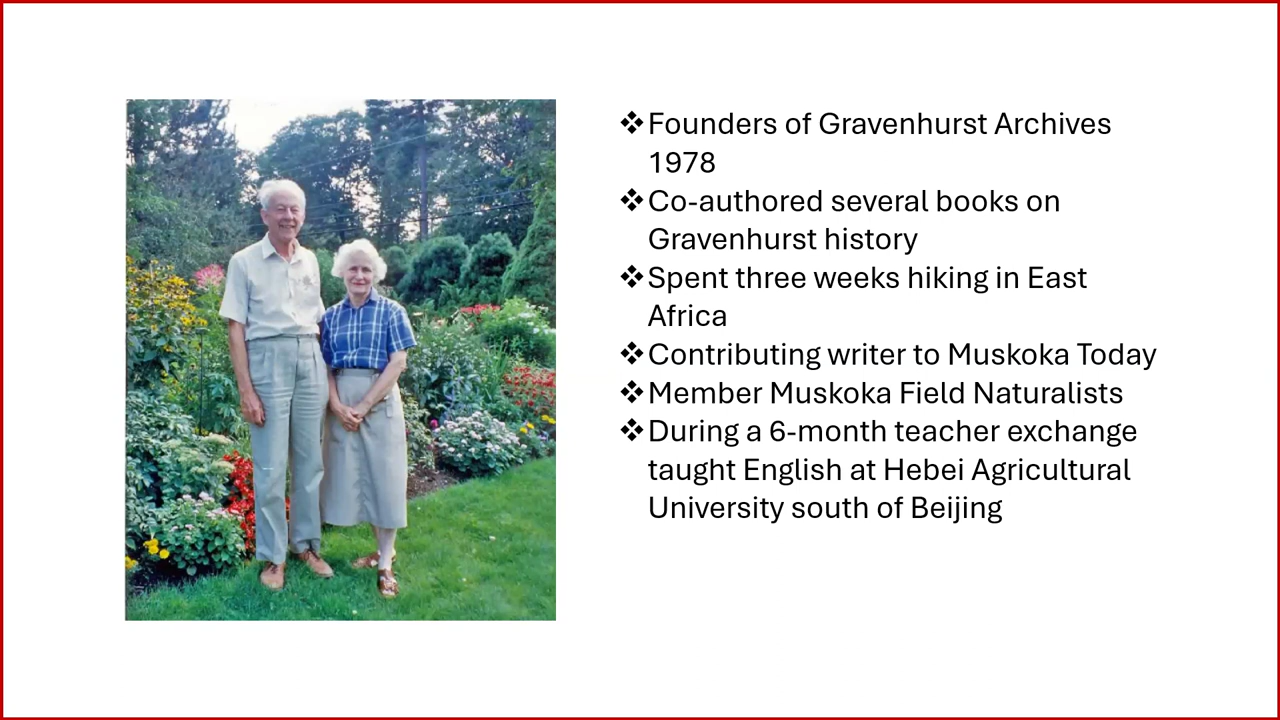 ❖Founders of Gravenhurst Archives
1978
❖Co-authored several books on
Gravenhurst history
❖Spent three weeks hiking in East
Africa
❖Contributing writer to Muskoka Today
❖Member Muskoka Field Naturalists
❖During a 6-month teacher exchange
taught English at Hebei Agricultural
University south of Beijing